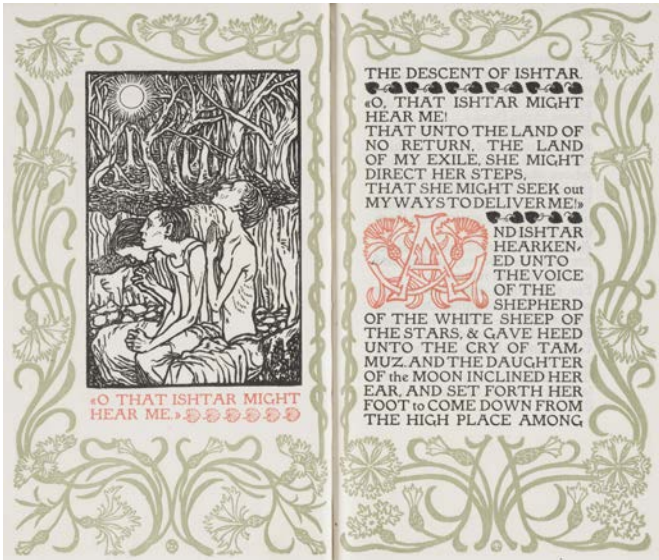 «O THAT ISHTAR MIGHT
HEAR ME.»
THE DESCENT OF ISHTAR.
«O, THAT ISHTAR MIGHT
HEAR ME!
THAT UNTO THE LAND OF
NO RETURN, THE LAND
OF MY EXILE, SHE MIGHT
DIRECT HER STEPS,
THAT SHE MIGHT SEEK out
MY WAYS TO DELIVER ME!»
AND ISHTAR
HEARKEN-
ED UNTO
THE VOICE
OF THE
SHEPHERD
OF THE WHITE SHEEP OF
THE STARS, & GAVE HEED
UNTO THE CRY OF TAM-
MUZ. AND THE DAUGHTER
OF the MOON INCLINED HER
EAR, AND SET FORTH HER
FOOT to COME DOWN FROM
THE HIGH PLACE AMONG